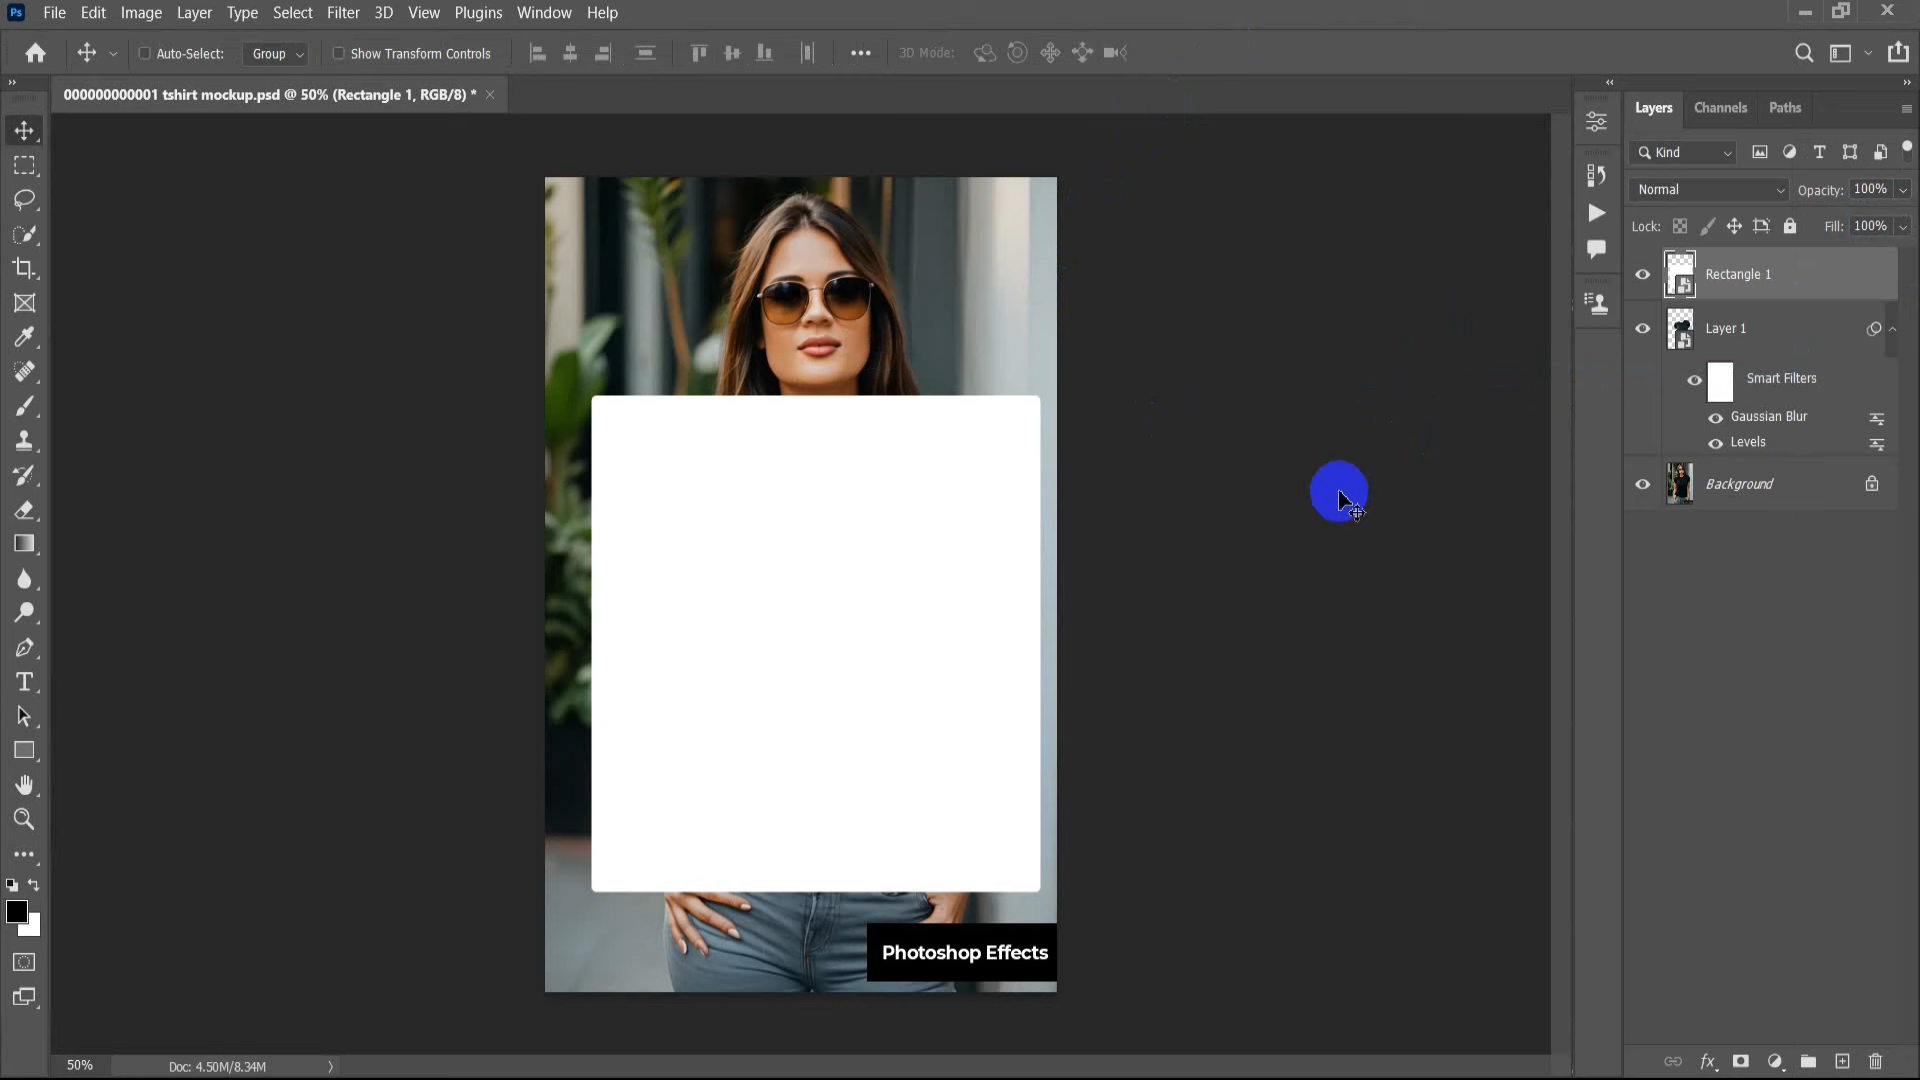 Ps File Edit Image Layer Type Select Filter 3D View Plugins Window Help
Auto-Select: Group Show Transform Controls 3D Mode:
000000000001 tshirt mockup.psd @ 50% (Rectangle 1, RGB/8) *
Layers Channels Paths
Kind
Normal Opacity: 100%
Lock: Fill: 100%
Rectangle 1
Layer 1
Smart Filters
Gaussian Blur
Levels
Background
Photoshop Effects
50% Doc: 4.50M/8.34M